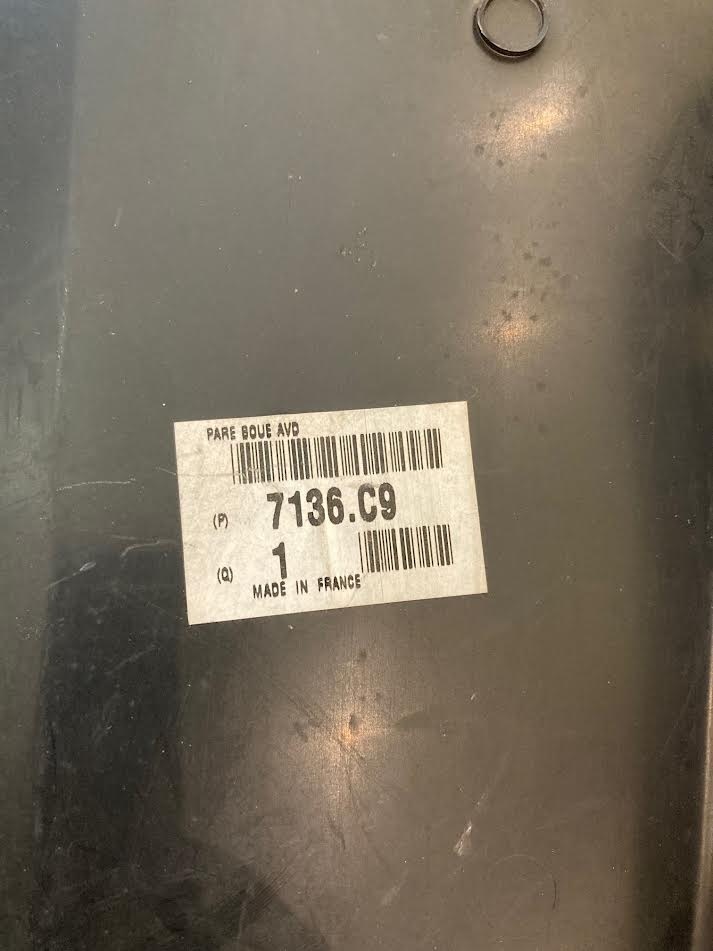 PARE BOUE AVD
(P) 7136.C9
(Q) 1
MADE IN FRANCE